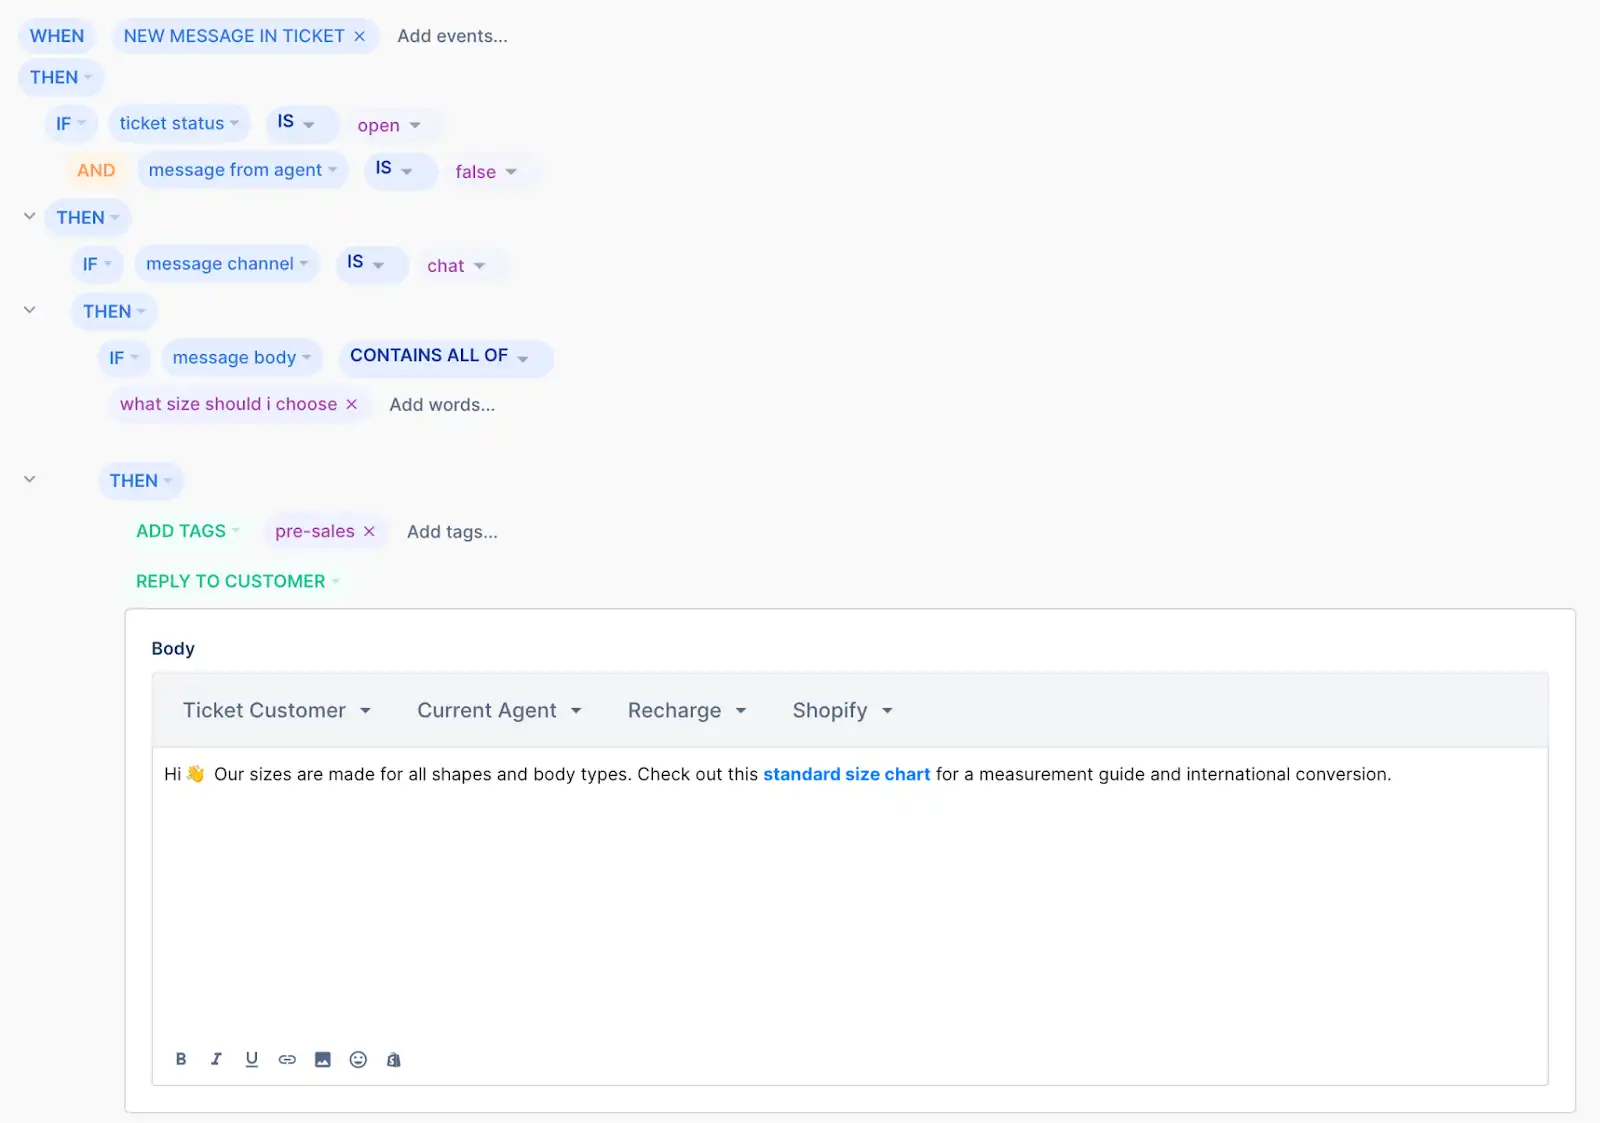 WHEN NEW MESSAGE IN TICKET × Add events...
THEN
IF ticket status IS open
AND message from agent IS false
THEN
IF message channel IS chat
THEN
IF message body CONTAINS ALL OF
what size should i choose × Add words...
THEN
ADD TAGS pre-sales × Add tags...
REPLY TO CUSTOMER
Body
Ticket Customer Current Agent Recharge Shopify
Hi 👋 Our sizes are made for all shapes and body types. Check out this standard size chart for a measurement guide and international conversion.
B I U